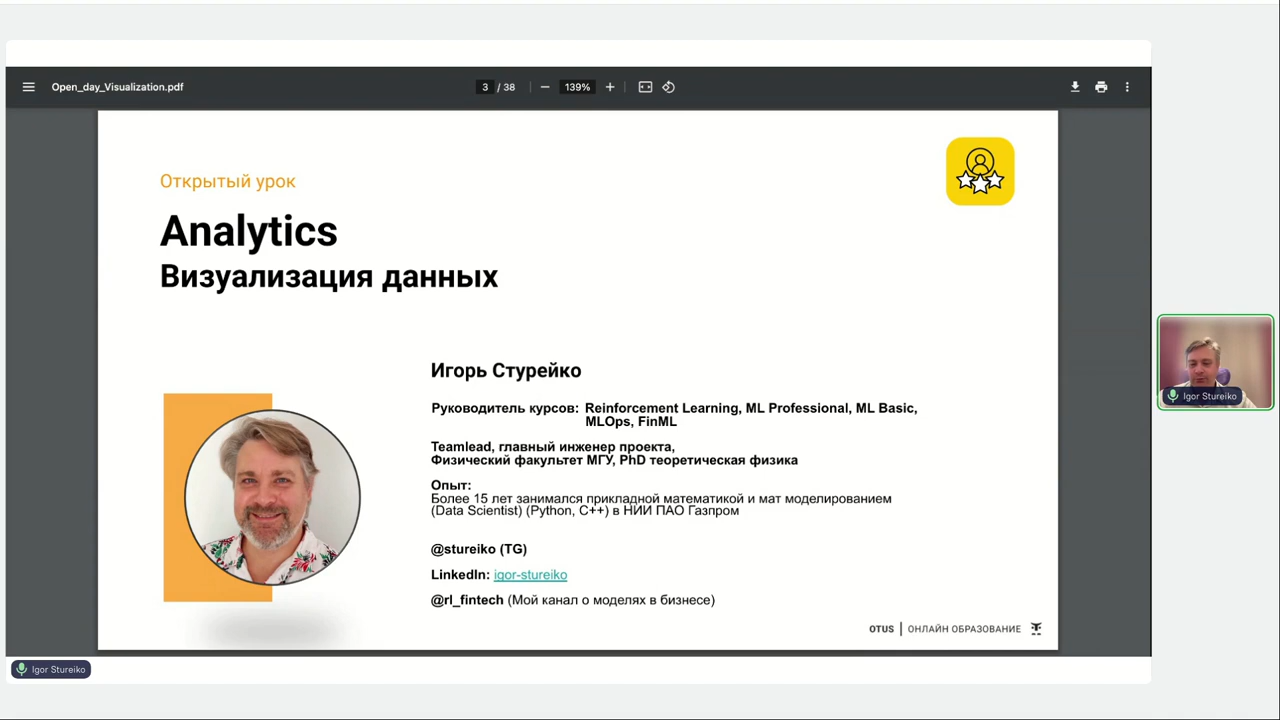 Open_day_Visualization.pdf
3 / 38
139%
Открытый урок
Analytics
Визуализация данных
Игорь Стурейко
Руководитель курсов: Reinforcement Learning, ML Professional, ML Basic,
MLOps, FinML
Teamlead, главный инженер проекта,
Физический факультет МГУ, PhD теоретическая физика
Опыт:
Более 15 лет занимался прикладной математикой и мат моделированием
(Data Scientist) (Python, C++) в НИИ ПАО Газпром
@stureiko (TG)
LinkedIn: igor-stureiko
@rl_fintech (Мой канал о моделях в бизнесе)
OTUS | ОНЛАЙН ОБРАЗОВАНИЕ
Igor Stureiko
Igor Stureiko